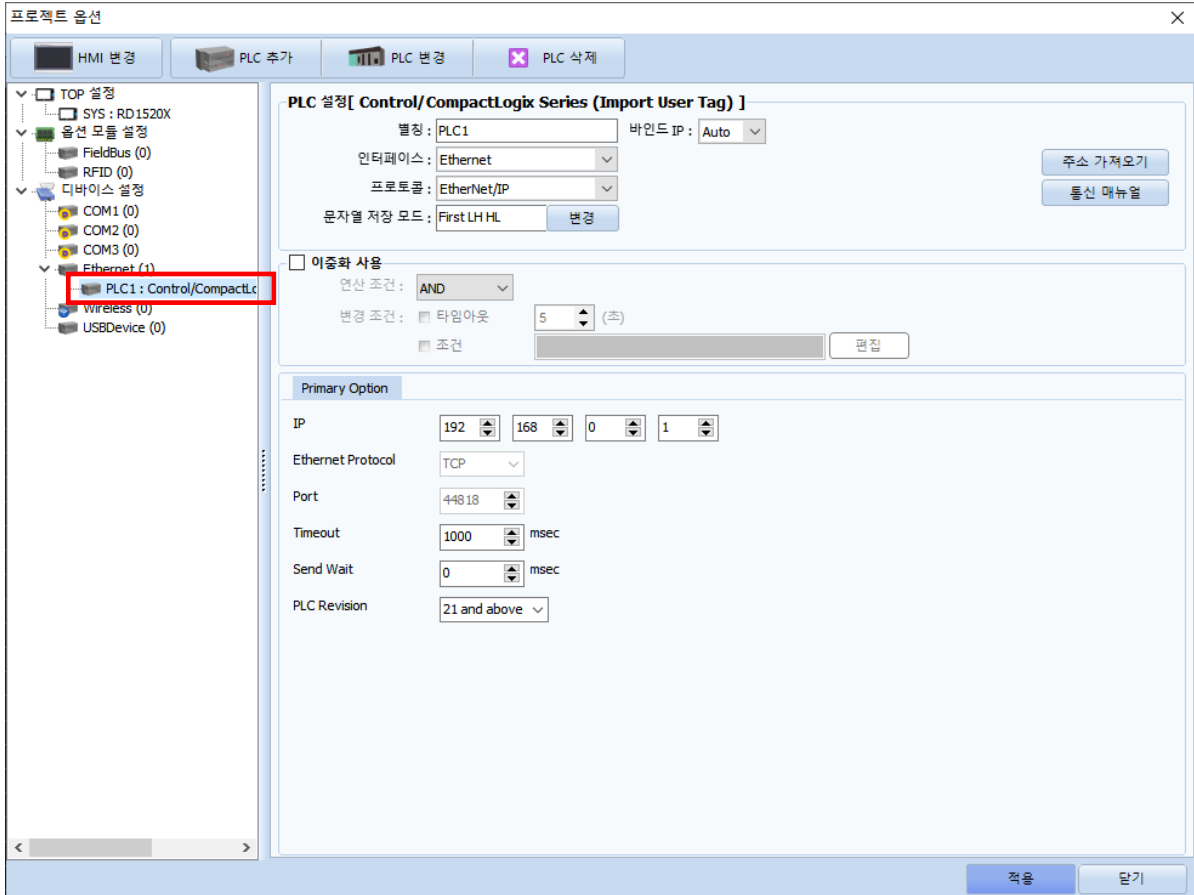 프로젝트 옵션
HMI 변경
PLC 추가
PLC 변경
PLC 삭제
TOP 설정
SYS : RD1520X
옵션 모듈 설정
FieldBus (0)
RFID (0)
디바이스 설정
COM1 (0)
COM2 (0)
COM3 (0)
Ethernet (1)
PLC1 : Control/CompactLc
Wireless (0)
USBDevice (0)
PLC 설정[ Control/CompactLogix Series (Import User Tag) ]
별칭 : PLC1 바인드 IP : Auto
인터페이스 : Ethernet
주소 가져오기
프로토콜 : EtherNet/IP
통신 매뉴얼
문자열 저장 모드 : First LH HL 변경
이중화 사용
연산 조건 : AND
변경 조건 : 타임아웃 5 (초)
조건 편집
Primary Option
IP 192 168 0 1
Ethernet Protocol TCP
Port 44818
Timeout 1000 msec
Send Wait 0 msec
PLC Revision 21 and above
적용 닫기